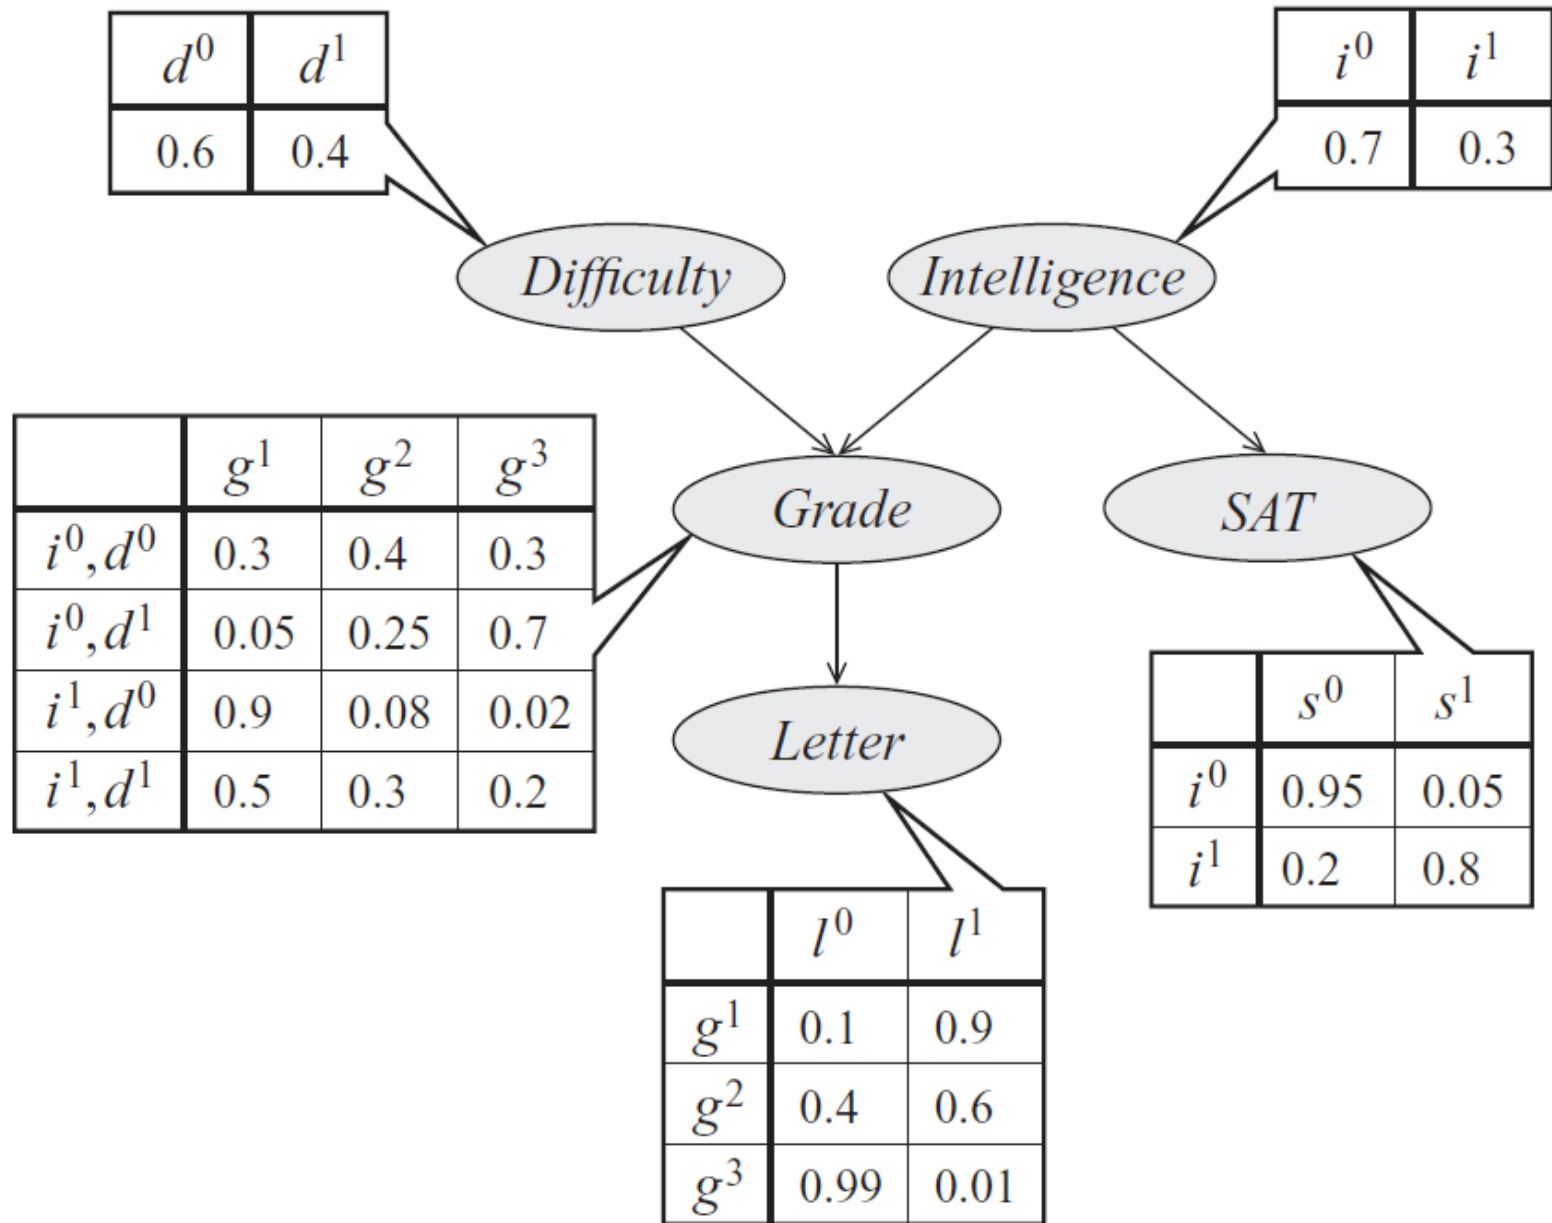 d⁰ d¹
0.6 0.4
i⁰ i¹
0.7 0.3
Difficulty
Intelligence
g¹ g² g³
i⁰,d⁰ 0.3 0.4 0.3
i⁰,d¹ 0.05 0.25 0.7
i¹,d⁰ 0.9 0.08 0.02
i¹,d¹ 0.5 0.3 0.2
Grade
SAT
Letter
s⁰ s¹
i⁰ 0.95 0.05
i¹ 0.2 0.8
l⁰ l¹
g¹ 0.1 0.9
g² 0.4 0.6
g³ 0.99 0.01